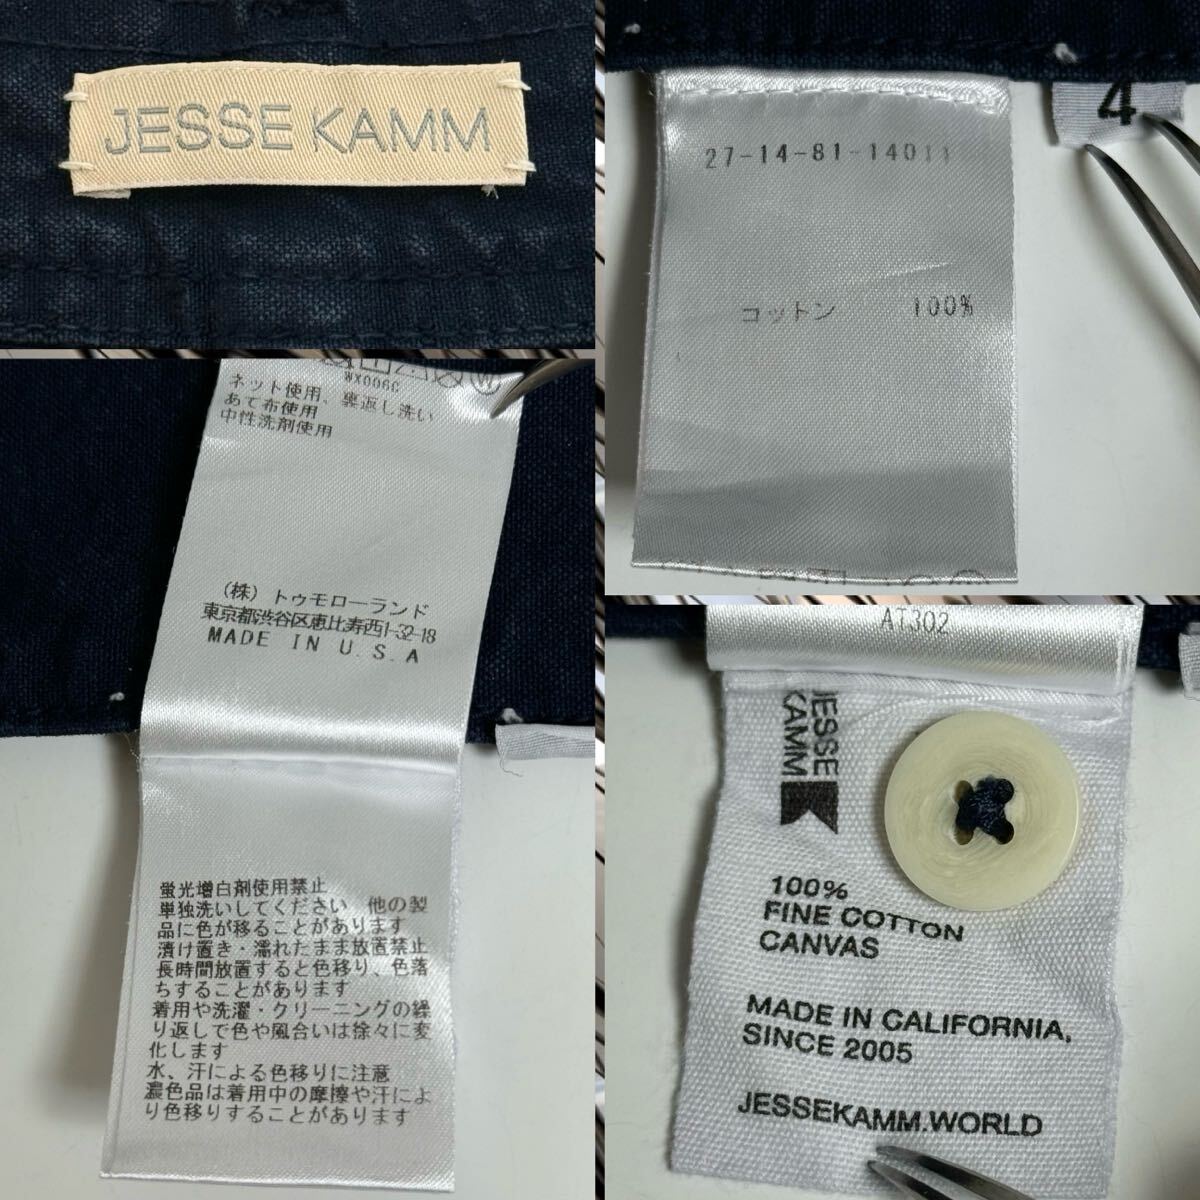 JESSE KAMM
27-14-81-14011
4
コットン 100%
WX006C
ネット使用、裏返し洗い
あて布使用
中性洗剤使用
(株)トゥモローランド
東京都渋谷区恵比寿西1-32-18
MADE IN U.S.A
蛍光増白剤使用禁止
単独洗いしてください 他の製
品に色が移ることがあります
漬け置き・濡れたまま放置禁止
長時間放置すると色移り、色落
ちすることがあります
着用や洗濯・クリーニングの繰
り返しで色や風合いは徐々に変
化します
水、汗による色移りに注意
濃色品は着用中の摩擦や汗によ
り色移りすることがあります
AT302
JESSE
KAMM
100%
FINE COTTON
CANVAS
MADE IN CALIFORNIA,
SINCE 2005
JESSEKAMM.WORLD